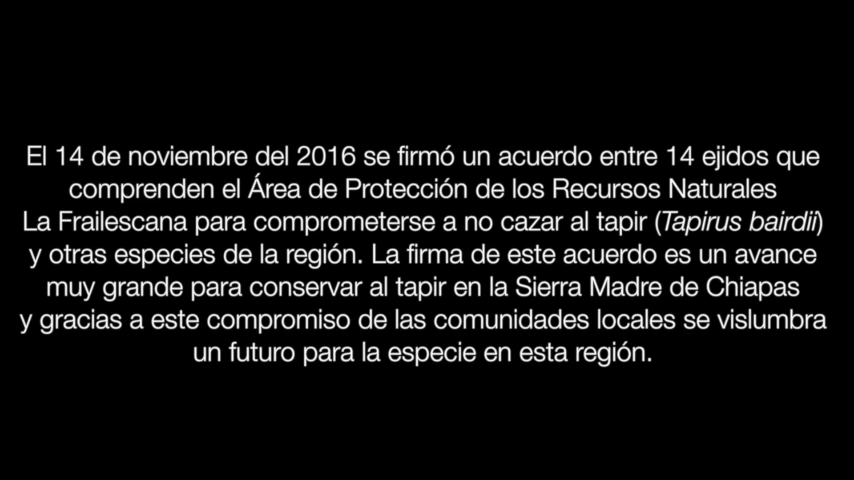 El 14 de noviembre del 2016 se firmó un acuerdo entre 14 ejidos que
comprenden el Área de Protección de los Recursos Naturales
La Frailescana para comprometerse a no cazar al tapir (Tapirus bairdii)
y otras especies de la región. La firma de este acuerdo es un avance
muy grande para conservar al tapir en la Sierra Madre de Chiapas
y gracias a este compromiso de las comunidades locales se vislumbra
un futuro para la especie en esta región.